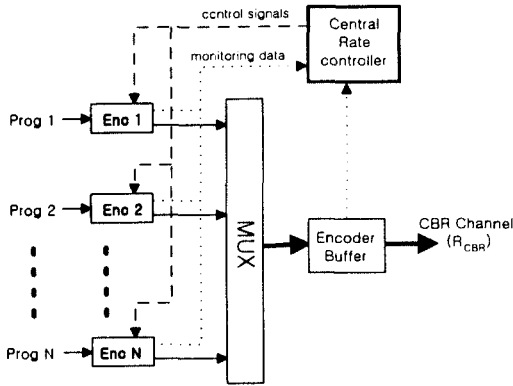 control signals
Central
Rate
controller
monitoring data
Prog 1
Enc 1
Prog 2
Enc 2
MUX
Encoder
Buffer
CBR Channel
(RCBR)
Prog N
Enc N